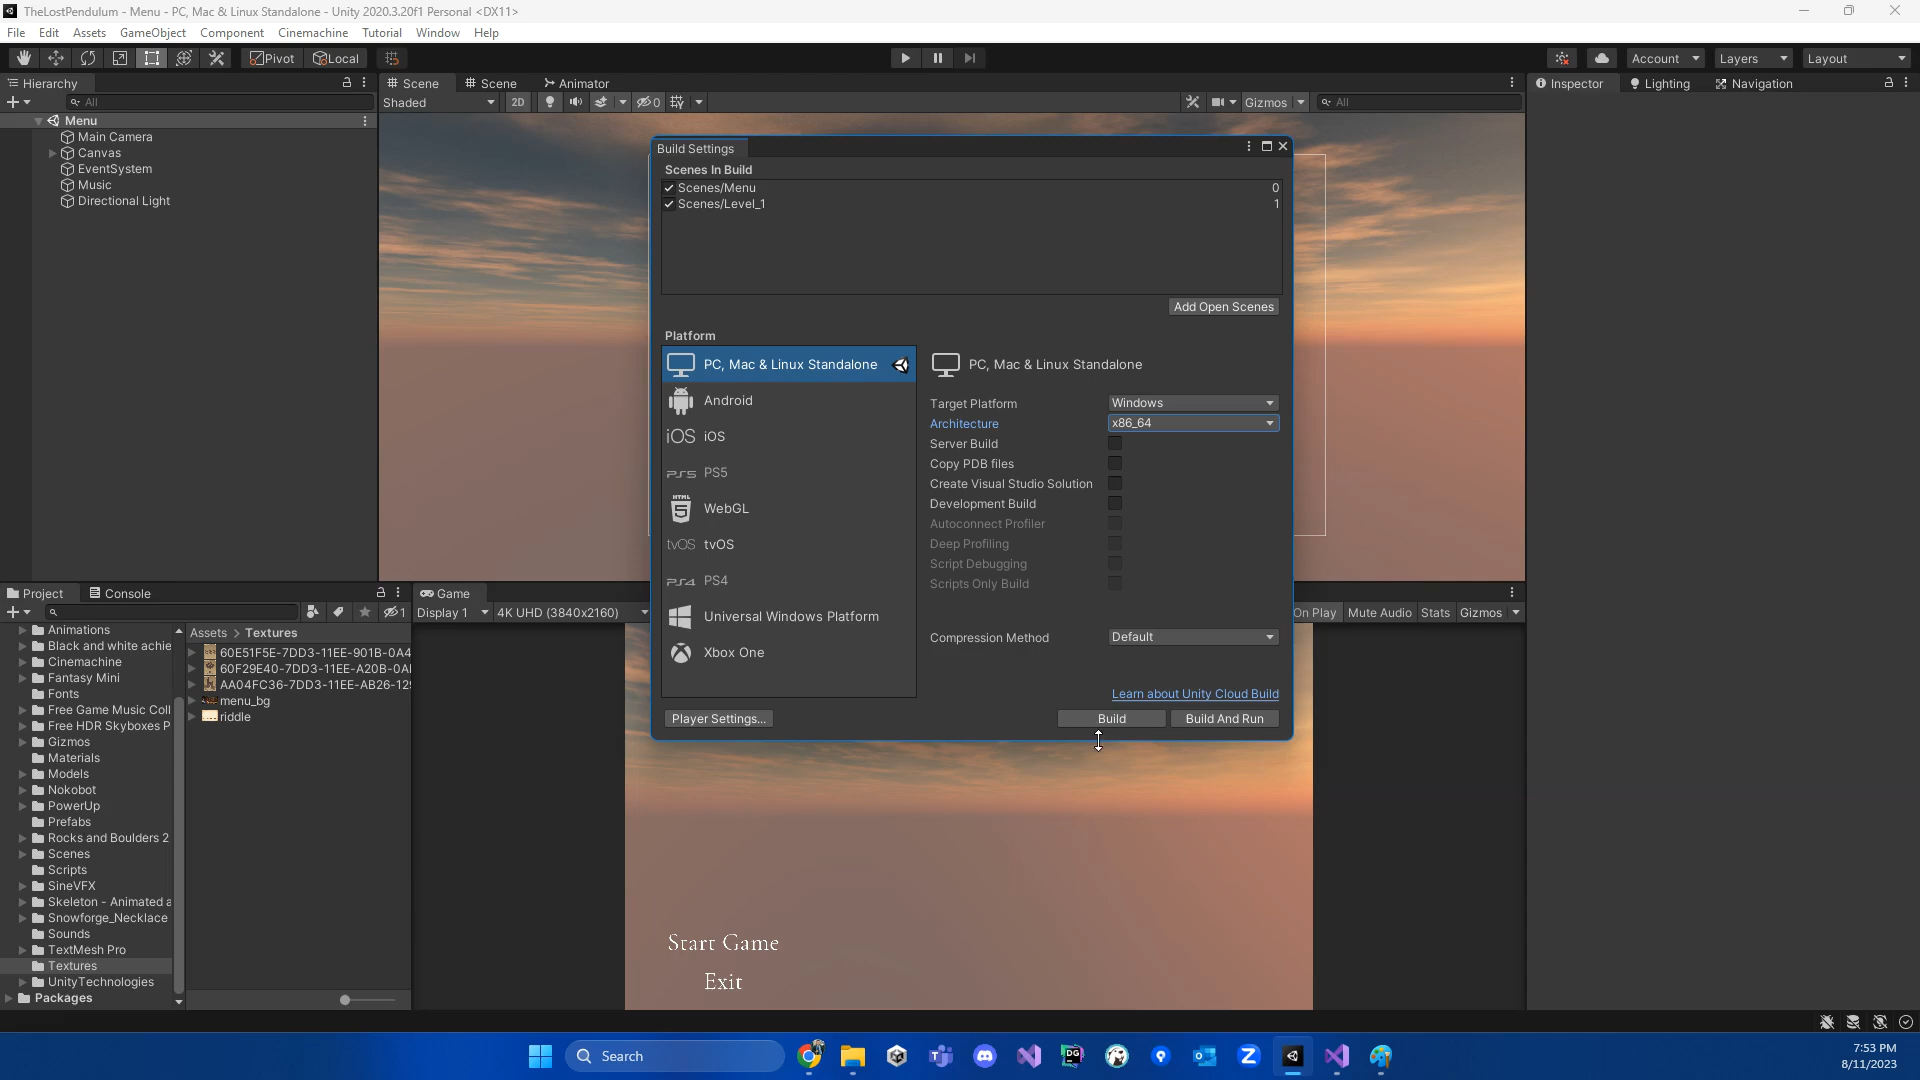 TheLostPendulum - Menu - PC, Mac & Linux Standalone - Unity 2020.3.20f1 Personal <DX11>
File Edit Assets GameObject Component Cinemachine Tutorial Window Help
Pivot Local Account Layers Layout
Hierarchy Scene Scene Animator Inspector Lighting Navigation
All Shaded 2D 0 Gizmos All
Menu
Main Camera
Canvas
EventSystem
Music
Directional Light
Build Settings
Scenes In Build
Scenes/Menu 0
Scenes/Level_1 1
Add Open Scenes
Platform
PC, Mac & Linux Standalone
Android
iOS iOS
PS5 PS5
HTML 5 WebGL
tvOS tvOS
PS4 PS4
Universal Windows Platform
Xbox One
PC, Mac & Linux Standalone
Target Platform Windows
Architecture x86_64
Server Build
Copy PDB files
Create Visual Studio Solution
Development Build
Autoconnect Profiler
Deep Profiling
Script Debugging
Scripts Only Build
Compression Method Default
Learn about Unity Cloud Build
Player Settings... Build Build And Run
Project Console Game
1 Display 1 4K UHD (3840x2160) On Play Mute Audio Stats Gizmos
Animations
Black and white achie
Cinemachine
Fantasy Mini
Fonts
Free Game Music Coll
Free HDR Skyboxes P
Gizmos
Materials
Models
Nokobot
PowerUp
Prefabs
Rocks and Boulders 2
Scenes
Scripts
SineVFX
Skeleton - Animated a
Snowforge_Necklace
Sounds
TextMesh Pro
Textures
UnityTechnologies
Packages
Assets > Textures
60E51F5E-7DD3-11EE-901B-0A4
60F29E40-7DD3-11EE-A20B-0A
AA04FC36-7DD3-11EE-AB26-12
menu_bg
riddle
Start Game
Exit
Search DG
7:53 PM
8/11/2023